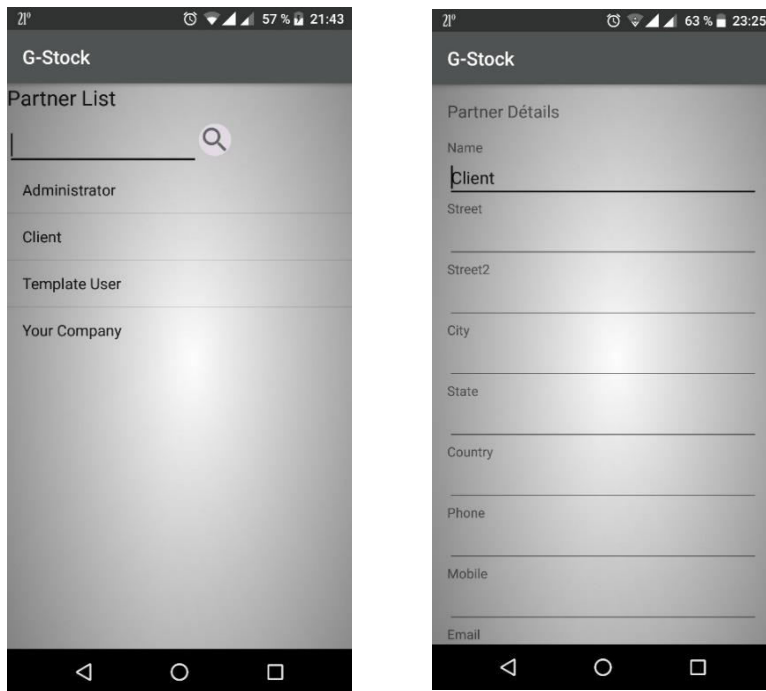 21°
57 %
21:43
G-Stock
Partner List
Administrator
Client
Template User
Your Company
21°
63 %
23:25
G-Stock
Partner Détails
Name
Client
Street
Street2
City
State
Country
Phone
Mobile
Email